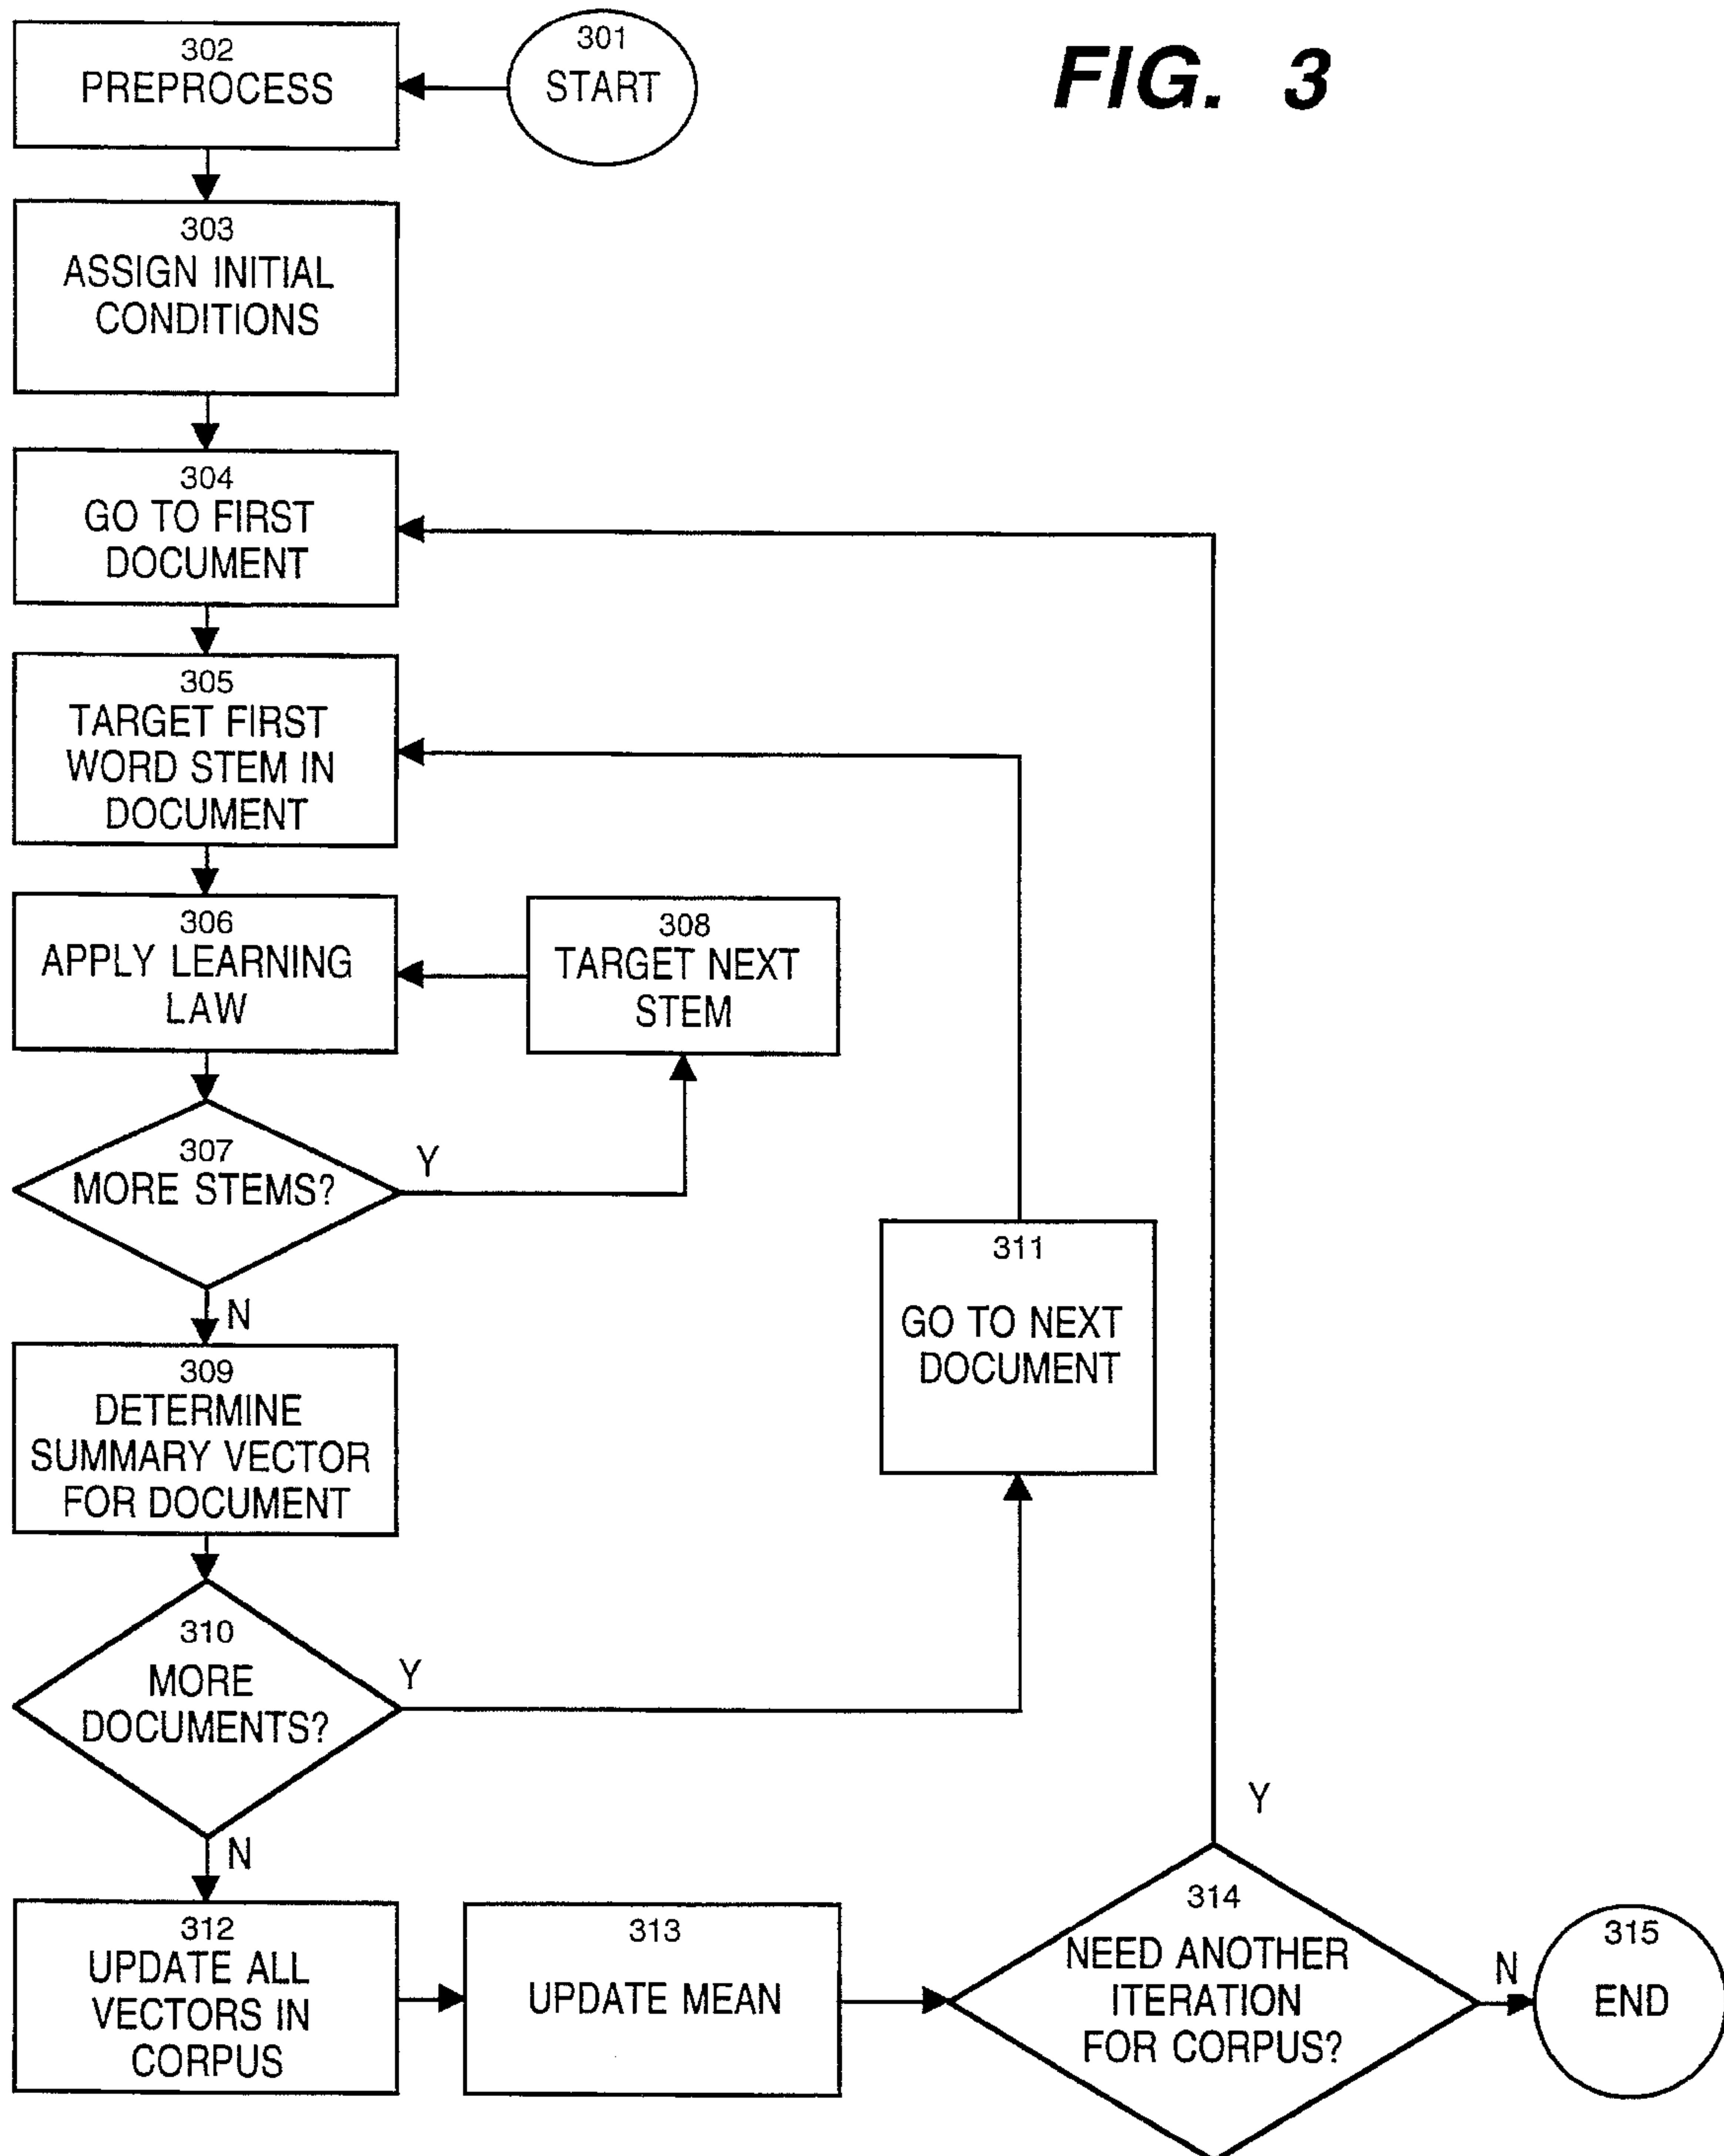 FIG. 3
301
START
302
PREPROCESS
303
ASSIGN INITIAL
CONDITIONS
304
GO TO FIRST
DOCUMENT
305
TARGET FIRST
WORD STEM IN
DOCUMENT
306
APPLY LEARNING
LAW
308
TARGET NEXT
STEM
307
MORE STEMS?
Y
N
309
DETERMINE
SUMMARY VECTOR
FOR DOCUMENT
311
GO TO NEXT
DOCUMENT
310
MORE
DOCUMENTS?
Y
N
312
UPDATE ALL
VECTORS IN
CORPUS
313
UPDATE MEAN
314
NEED ANOTHER
ITERATION
FOR CORPUS?
Y
N
315
END